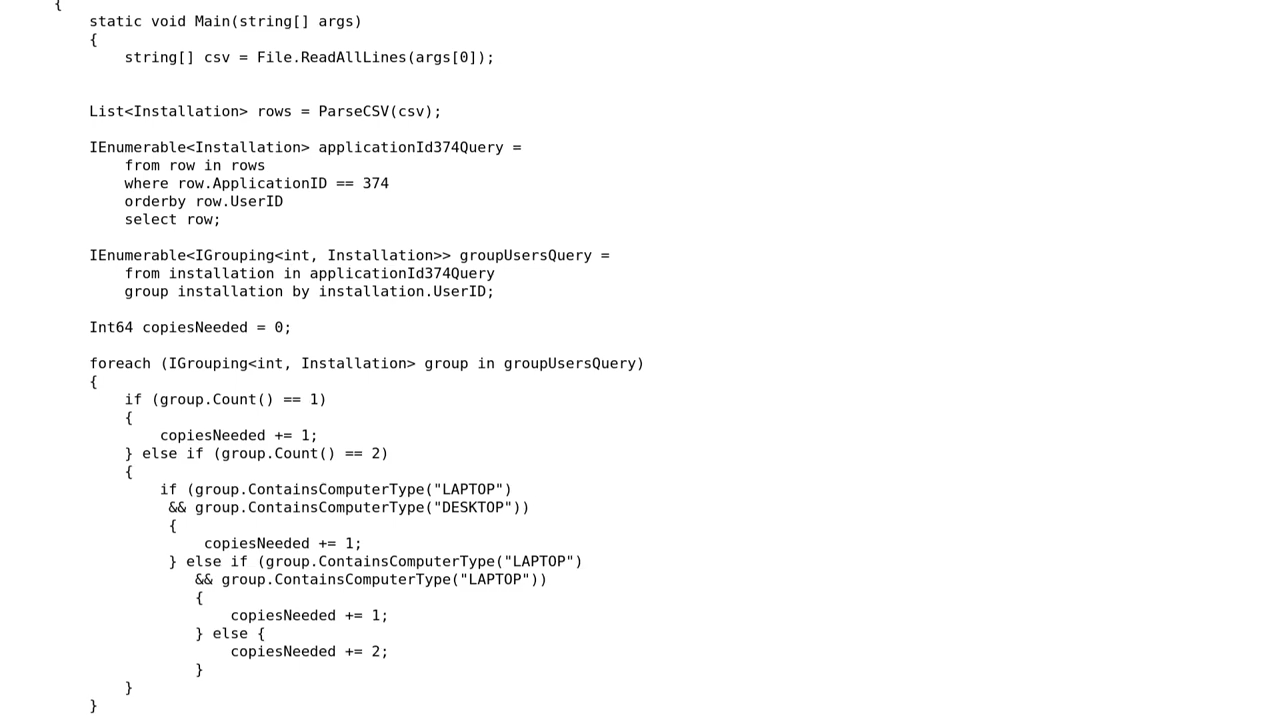 {
static void Main(string[] args)
{
string[] csv = File.ReadAllLines(args[0]);
List<Installation> rows = ParseCSV(csv);
IEnumerable<Installation> applicationId374Query =
from row in rows
where row.ApplicationID == 374
orderby row.UserID
select row;
IEnumerable<IGrouping<int, Installation>> groupUsersQuery =
from installation in applicationId374Query
group installation by installation.UserID;
Int64 copiesNeeded = 0;
foreach (IGrouping<int, Installation> group in groupUsersQuery)
{
if (group.Count() == 1)
{
copiesNeeded += 1;
} else if (group.Count() == 2)
{
if (group.ContainsComputerType("LAPTOP")
&& group.ContainsComputerType("DESKTOP"))
{
copiesNeeded += 1;
} else if (group.ContainsComputerType("LAPTOP")
&& group.ContainsComputerType("LAPTOP"))
{
copiesNeeded += 1;
} else {
copiesNeeded += 2;
}
}
}